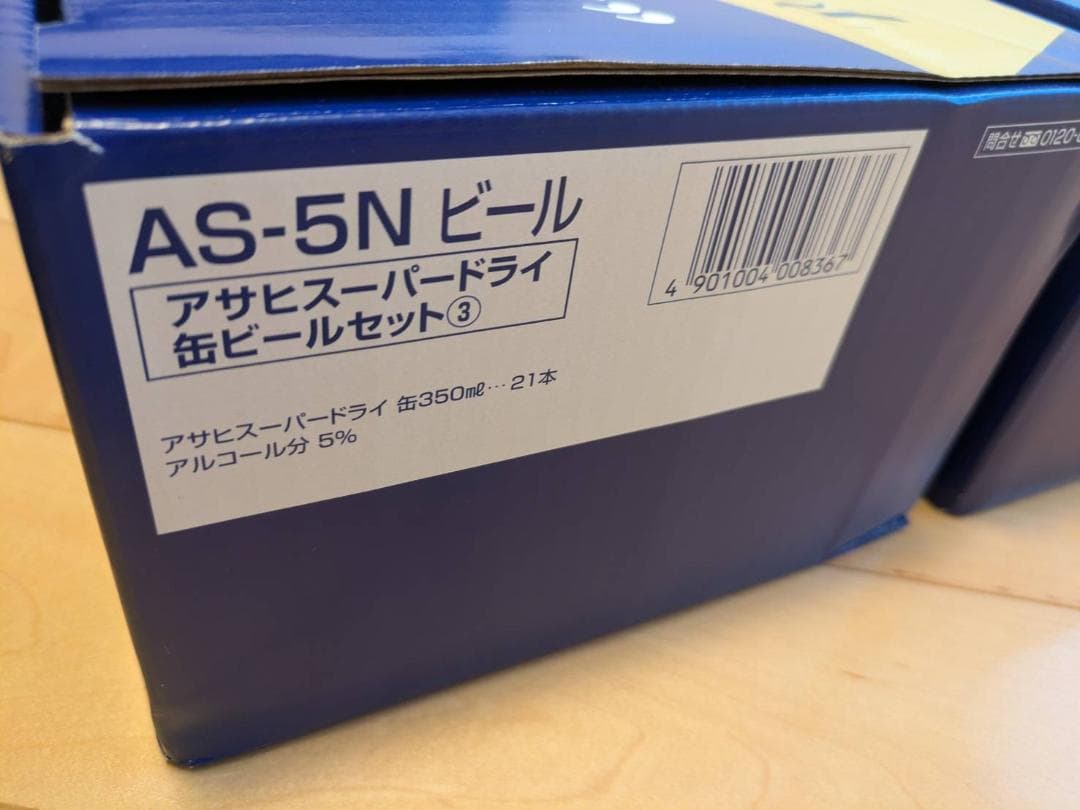 AS-5N ビール
アサヒスーパードライ
缶ビールセット③
アサヒスーパードライ 缶350㎖…21本
アルコール分 5%
4 901004 008367
問合せ 0120-